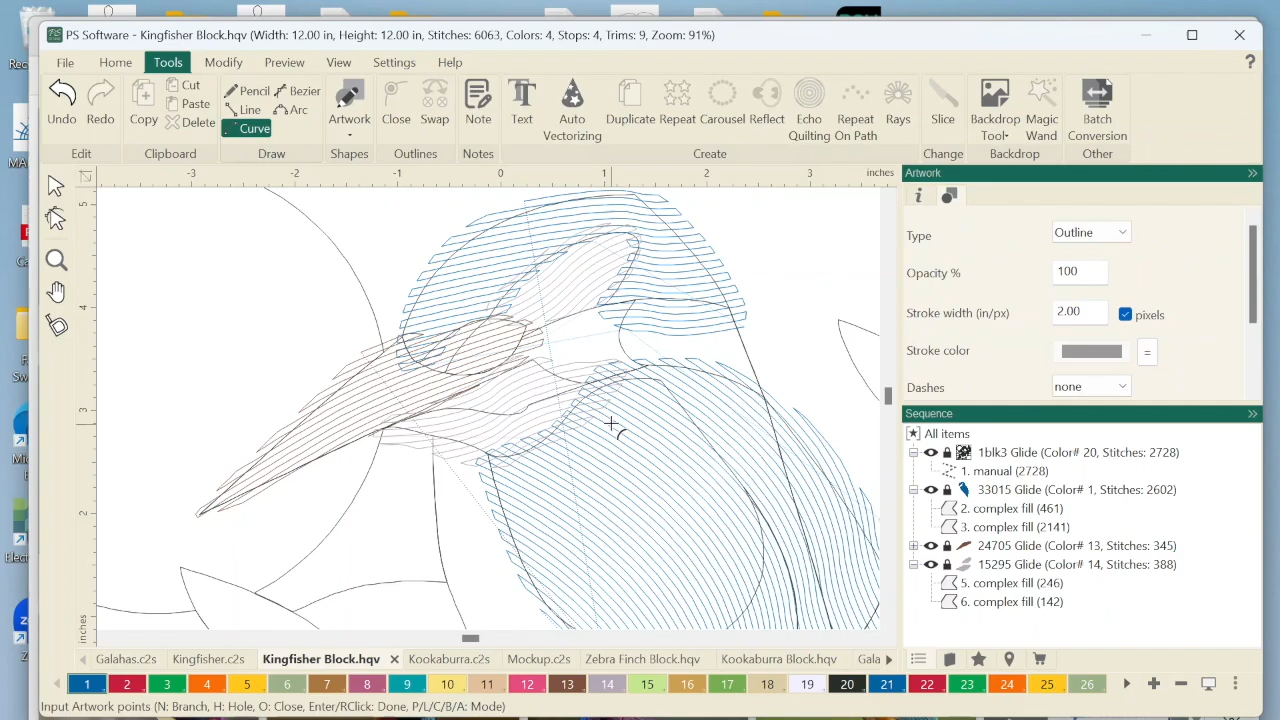 PS Software - Kingfisher Block.hqv (Width: 12.00 in, Height: 12.00 in, Stitches: 6063, Colors: 4, Stops: 4, Trims: 9, Zoom: 91%)
File Home Tools Modify Preview View Settings Help
Undo Redo Copy Cut Paste Delete
Pencil Bezier Line Arc Curve
Artwork Close Swap Note Text Auto Vectorizing Duplicate Repeat Carousel Reflect Echo Quilting Repeat On Path Rays Slice Backdrop Tool Magic Wand Batch Conversion
Edit Clipboard Draw Shapes Outlines Notes Create Change Backdrop Other
-3 -2 -1 0 1 2 3 inches
5
4
3
2
inches
Artwork
Type Outline
Opacity % 100
Stroke width (in/px) 2.00 pixels
Stroke color =
Dashes none
Sequence
All items
1blk3 Glide (Color# 20, Stitches: 2728)
1. manual (2728)
33015 Glide (Color# 1, Stitches: 2602)
2. complex fill (461)
3. complex fill (2141)
24705 Glide (Color# 13, Stitches: 345)
15295 Glide (Color# 14, Stitches: 388)
5. complex fill (246)
6. complex fill (142)
Galahas.c2s Kingfisher.c2s Kingfisher Block.hqv Kookaburra.c2s Mockup.c2s Zebra Finch Block.hqv Kookaburra Block.hqv Gala
1 2 3 4 5 6 7 8 9 10 11 12 13 14 15 16 17 18 19 20 21 22 23 24 25 26
Input Artwork points (N: Branch, H: Hole, O: Close, Enter/RClick: Done, P/L/C/B/A: Mode)